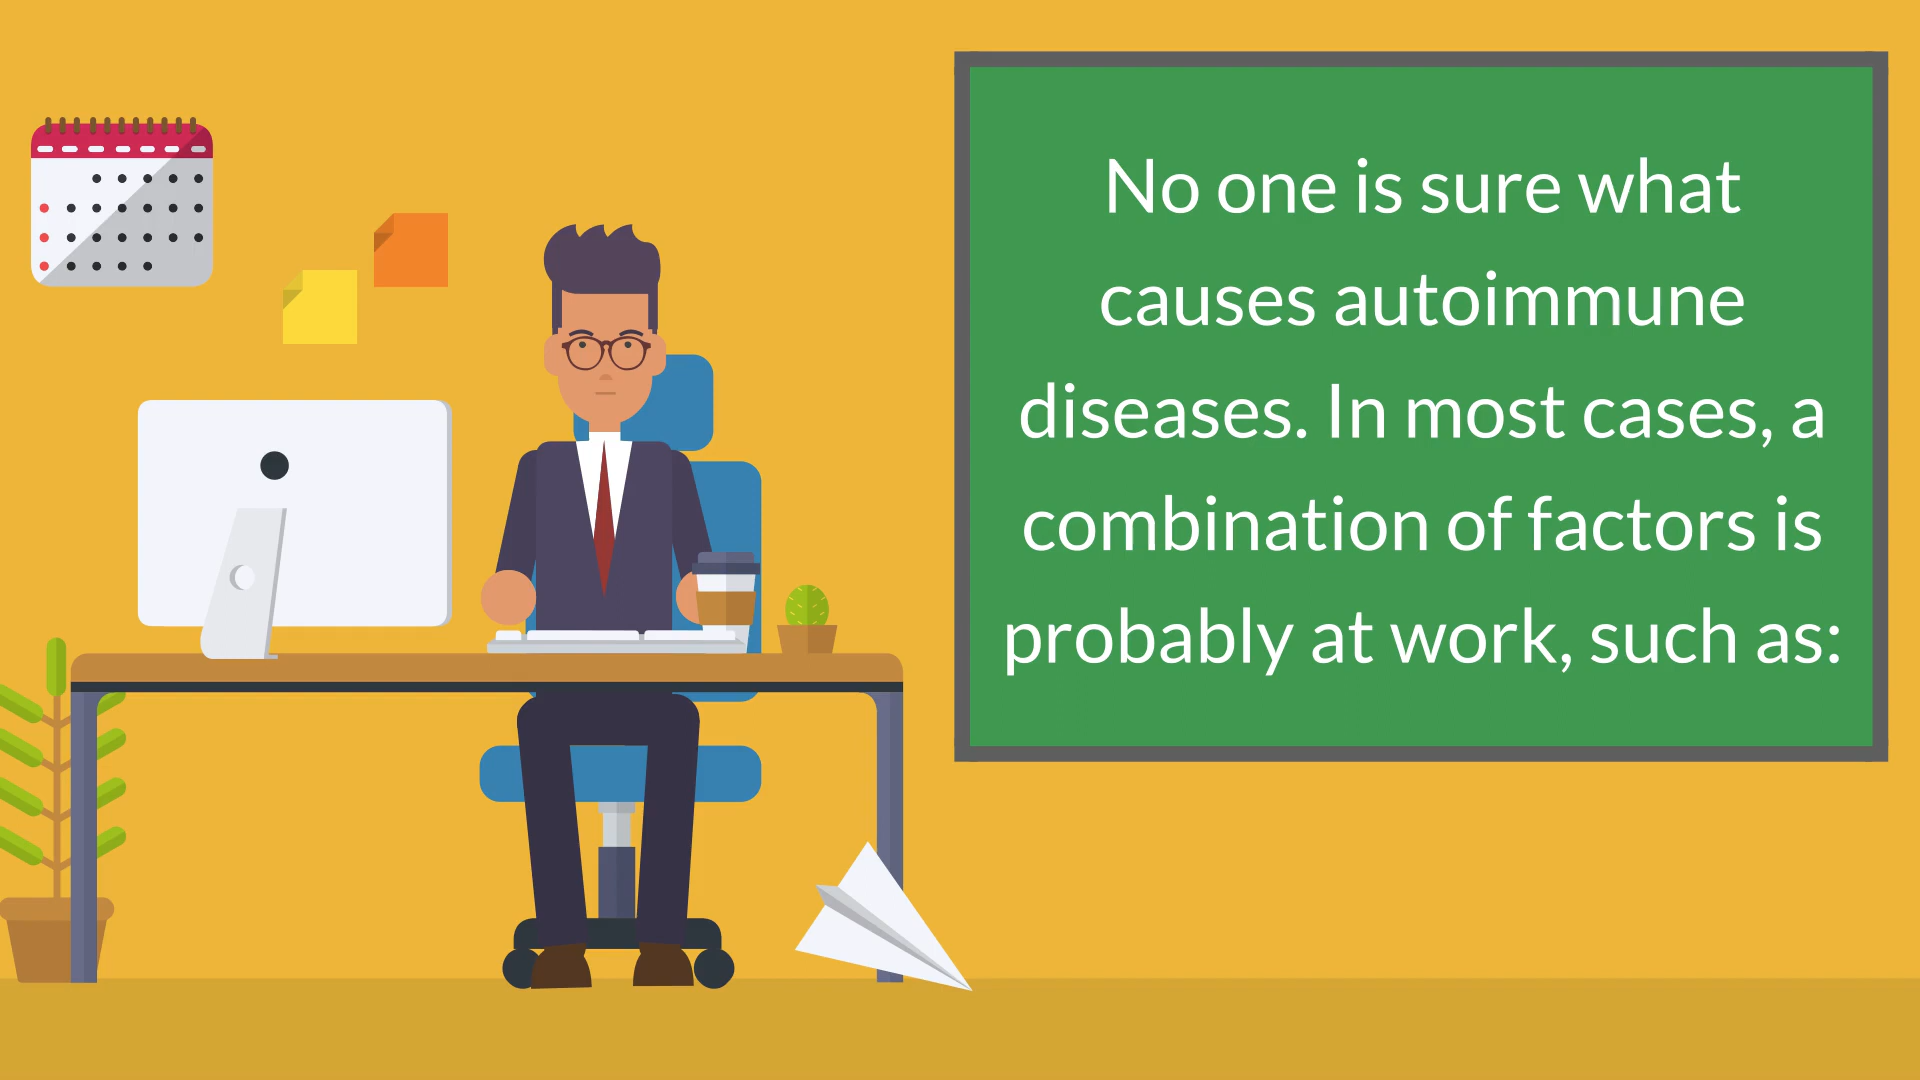 No one is sure what
causes autoimmune
diseases. In most cases, a
combination of factors is
probably at work, such as: